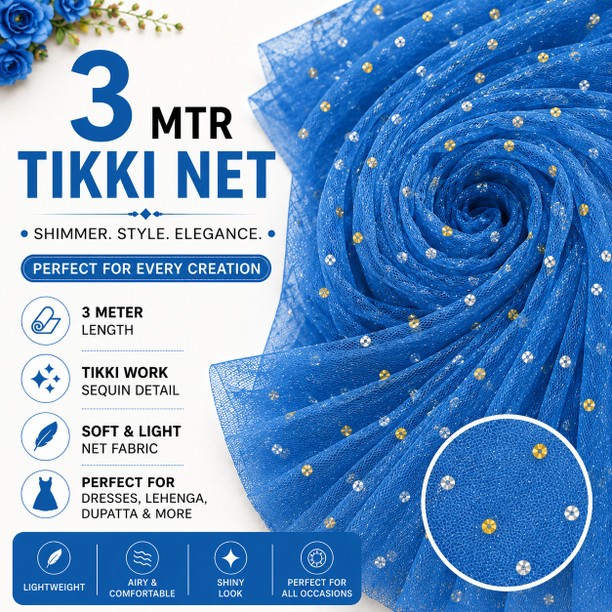 3 MTR
TIKKI NET
SHIMMER. STYLE. ELEGANCE.
PERFECT FOR EVERY CREATION
3 METER
LENGTH
TIKKI WORK
SEQUIN DETAIL
SOFT & LIGHT
NET FABRIC
PERFECT FOR
DRESSES, LEHENGA,
DUPATTA & MORE
LIGHTWEIGHT
AIRY &
COMFORTABLE
SHINY
LOOK
PERFECT FOR
ALL OCCASIONS